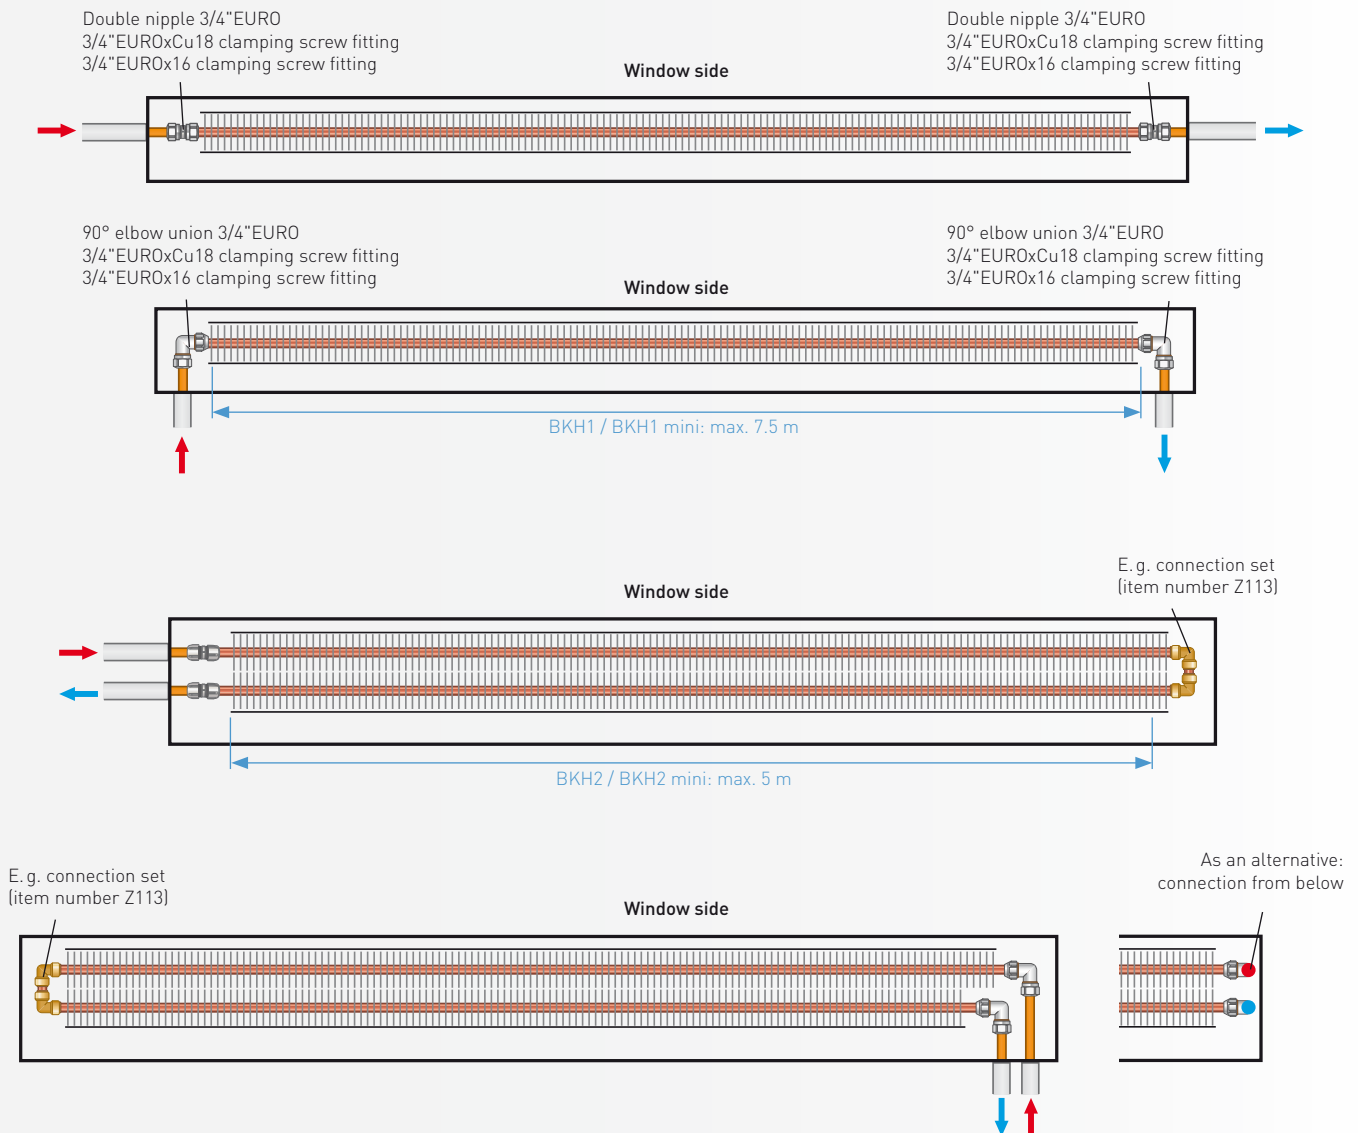 Double nipple 3/4"EURO
3/4"EUROxCu18 clamping screw fitting
3/4"EUROx16 clamping screw fitting
Double nipple 3/4"EURO
3/4"EUROxCu18 clamping screw fitting
3/4"EUROx16 clamping screw fitting
Window side
90° elbow union 3/4"EURO
3/4"EUROxCu18 clamping screw fitting
3/4"EUROx16 clamping screw fitting
90° elbow union 3/4"EURO
3/4"EUROxCu18 clamping screw fitting
3/4"EUROx16 clamping screw fitting
Window side
BKH1 / BKH1 mini: max. 7.5 m
E. g. connection set
(item number Z113)
Window side
BKH2 / BKH2 mini: max. 5 m
E. g. connection set
(item number Z113)
As an alternative:
connection from below
Window side